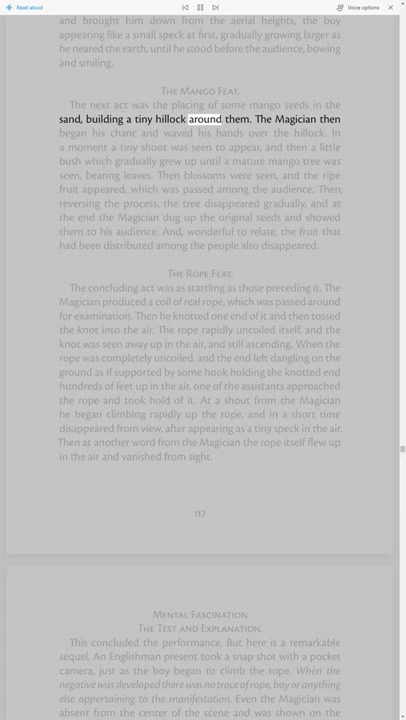 Read aloud
Voice options
and brought him down from the aerial heights, the boy
appearing like a small speck at first, gradually growing larger as
he neared the earth, until he stood before the audience, bowing
and smiling.
The Mango Feat.
The next act was the placing of some mango seeds in the
sand, building a tiny hillock around them. The Magician then
began his chant and waved his hands over the hillock. In
a moment a tiny shoot was seen to appear, and then a little
bush which gradually grew up until a mature mango tree was
seen, bearing leaves. Then blossoms were seen, and the ripe
fruit appeared, which was passed among the audience. Then,
reversing the process, the tree disappeared gradually, and at
the end the Magician dug up the original seeds and showed
them to his audience. And, wonderful to relate, the fruit that
had been distributed among the people also disappeared.
The Rope Feat.
The concluding act was as startling as those preceding it. The
Magician produced a coil of real rope, which was passed around
for examination. Then he knotted one end of it and then tossed
the knot into the air. The rope rapidly uncoiled itself, and the
knot was seen away up in the air, and still ascending. When the
rope was completely uncoiled, and the end left dangling on the
ground as if supported by some hook holding the knotted end
hundreds of feet up in the air, one of the assistants approached
the rope and took hold of it. At a shout from the Magician
he began climbing rapidly up the rope, and in a short time
disappeared from view, after appearing as a tiny speck in the air.
Then at another word from the Magician the rope itself flew up
in the air and vanished from sight.
117
Mental Fascination
The Test and Explanation.
This concluded the performance. But here is a remarkable
sequel. An Englishman present took a snap shot with a pocket
camera, just as the boy began to climb the rope. When the
negative was developed there was no trace of rope, boy or anything
else appertaining to the manifestation. Even the Magician was
absent from the center of the scene and was shown on the